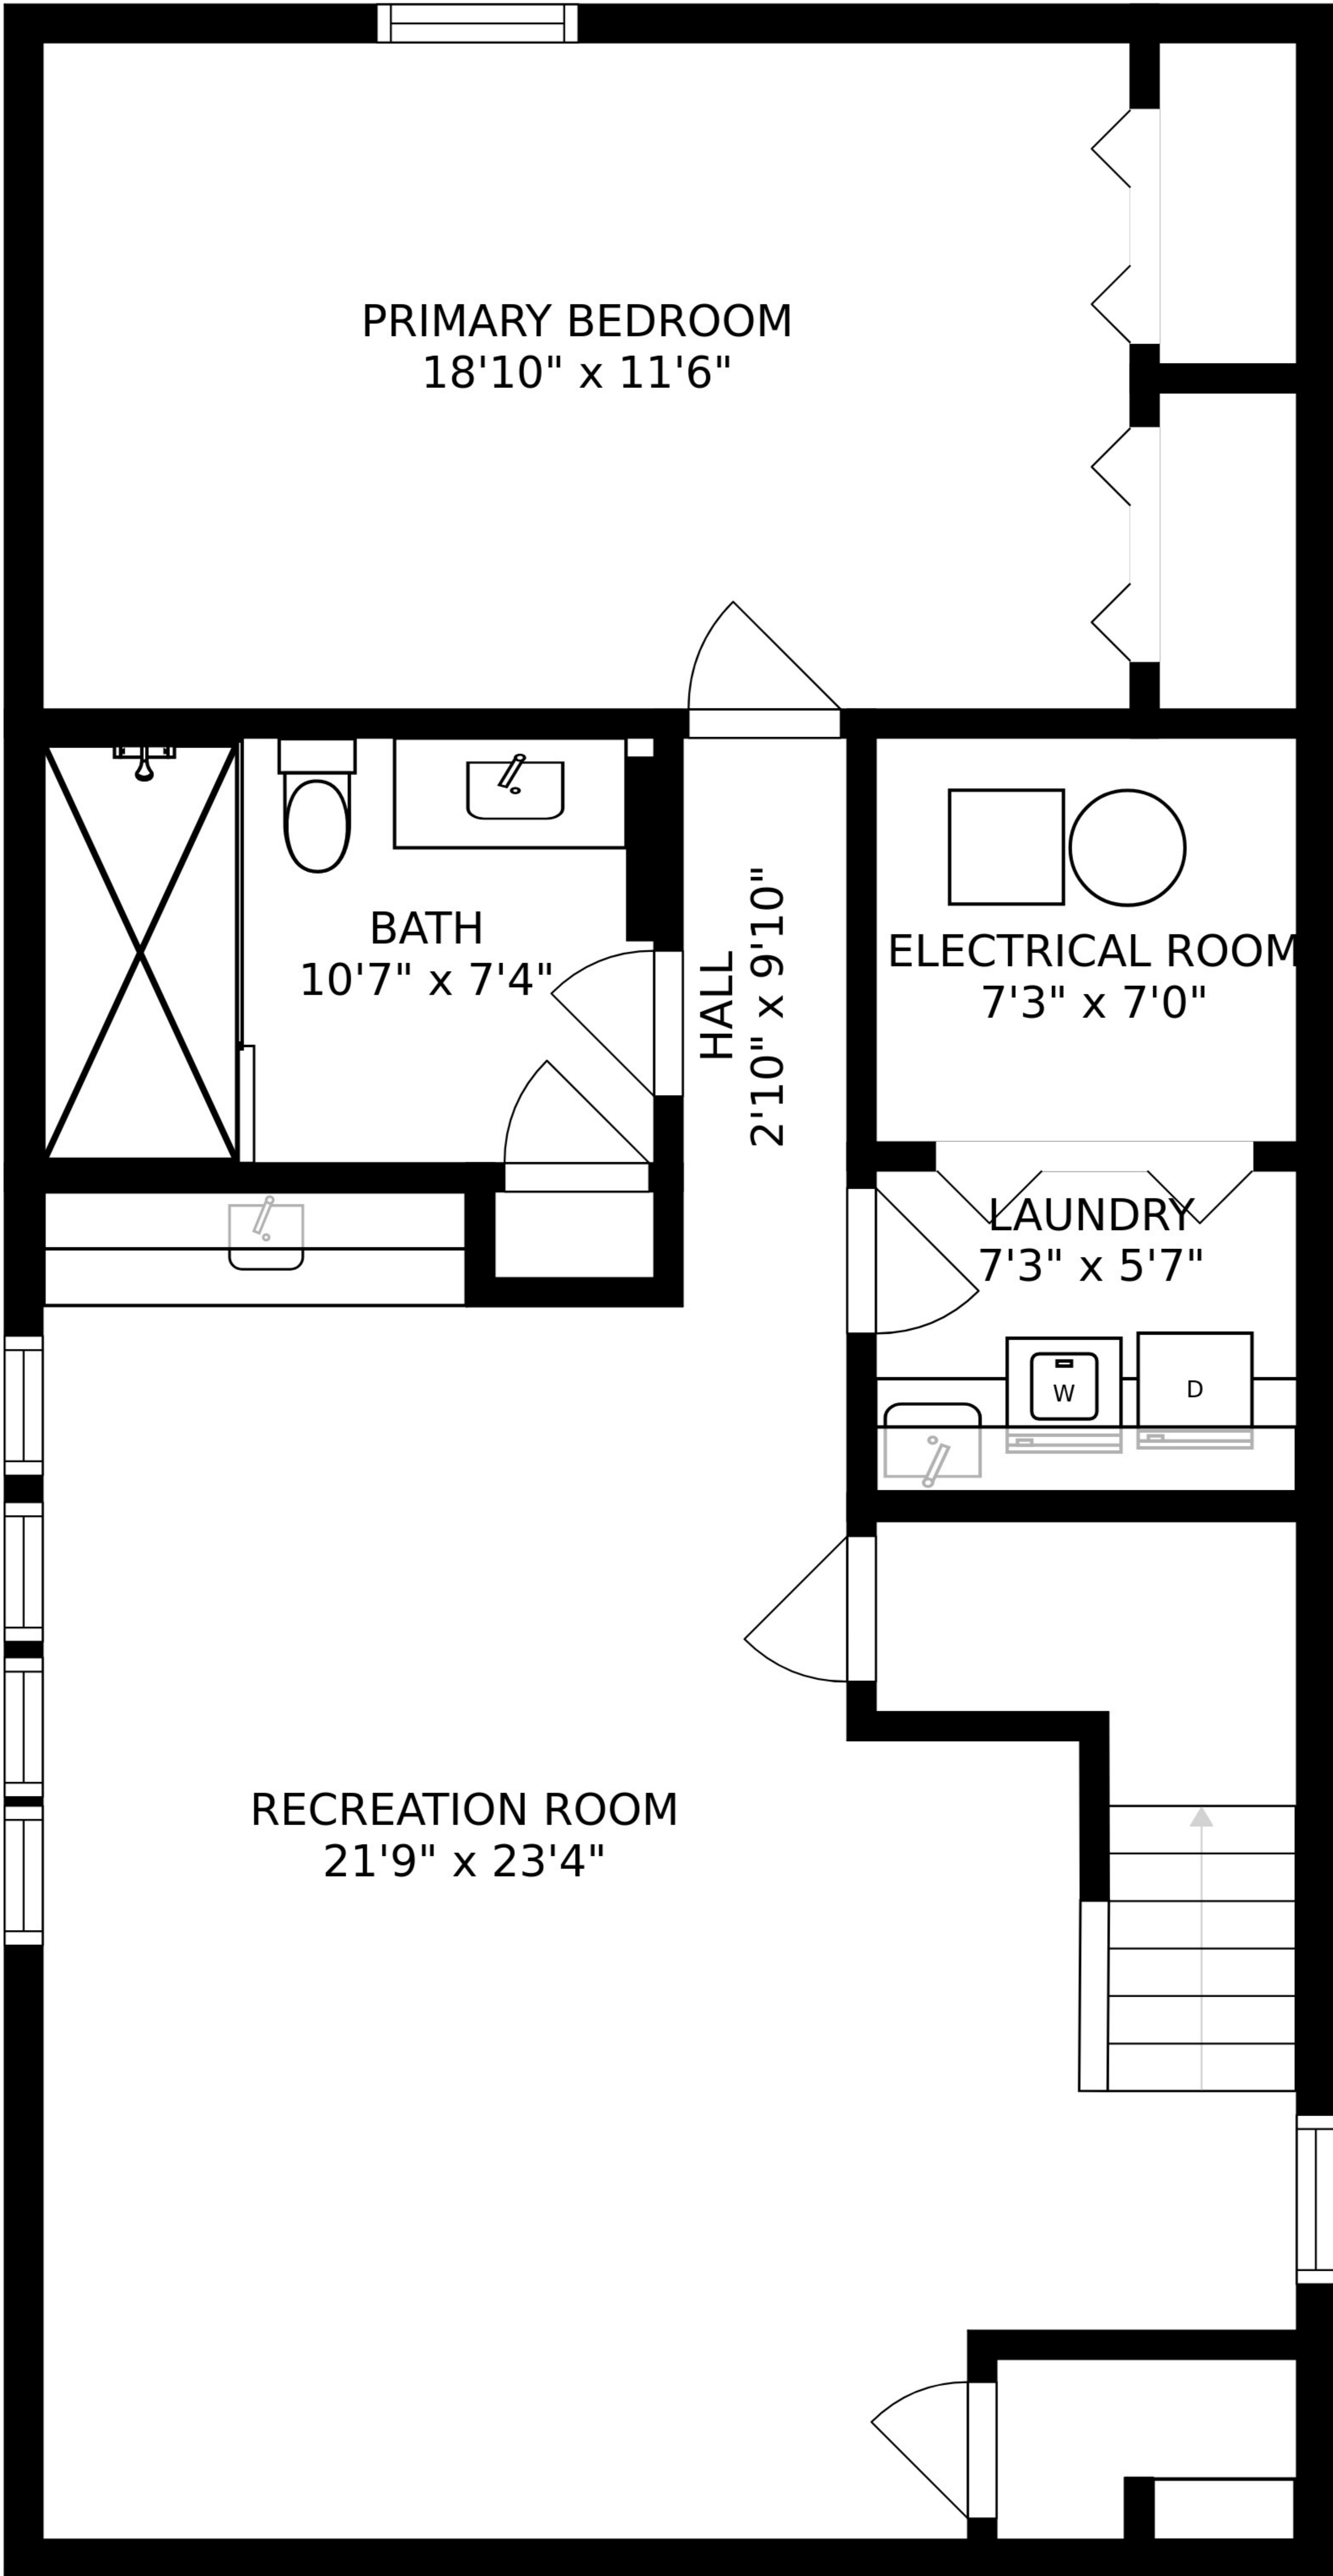 PRIMARY BEDROOM
18'10" x 11'6"
BATH
10'7" x 7'4"
HALL
2'10" x 9'10"
ELECTRICAL ROOM
7'3" x 7'0"
LAUNDRY
7'3" x 5'7"
W
D
RECREATION ROOM
21'9" x 23'4"